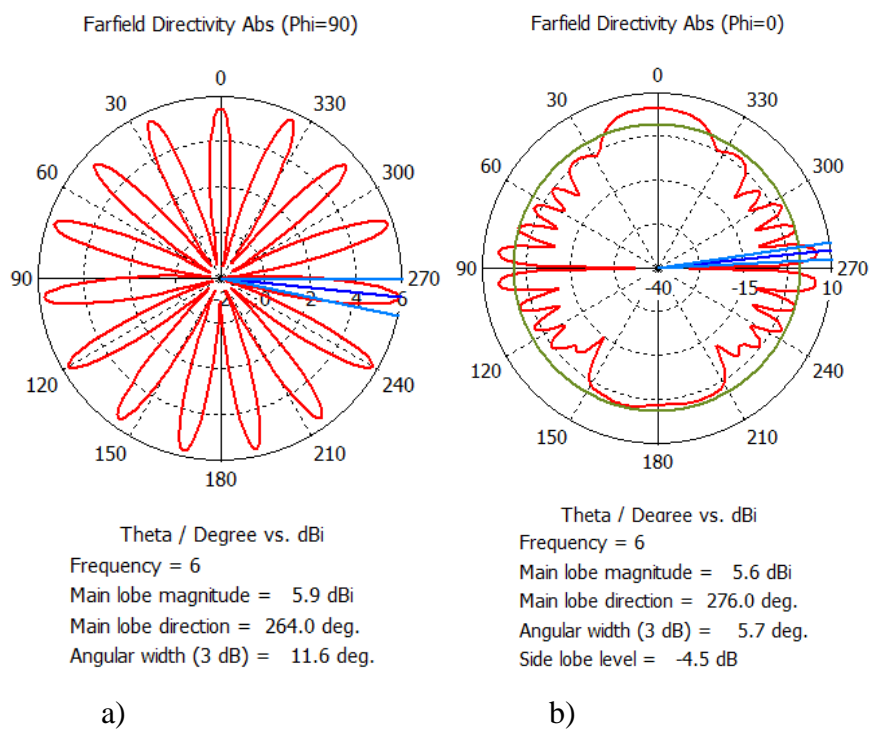 Farfield Directivity Abs (Phi=90)
0
30
330
60
300
90
-2
0
2
4
6
270
120
240
150
210
180
Theta / Degree vs. dBi
Frequency = 6
Main lobe magnitude = 5.9 dBi
Main lobe direction = 264.0 deg.
Angular width (3 dB) = 11.6 deg.
a)
Farfield Directivity Abs (Phi=0)
0
30
330
60
300
90
270
-40
-15
10
120
240
150
210
180
Theta / Degree vs. dBi
Frequency = 6
Main lobe magnitude = 5.6 dBi
Main lobe direction = 276.0 deg.
Angular width (3 dB) = 5.7 deg.
Side lobe level = -4.5 dB
b)